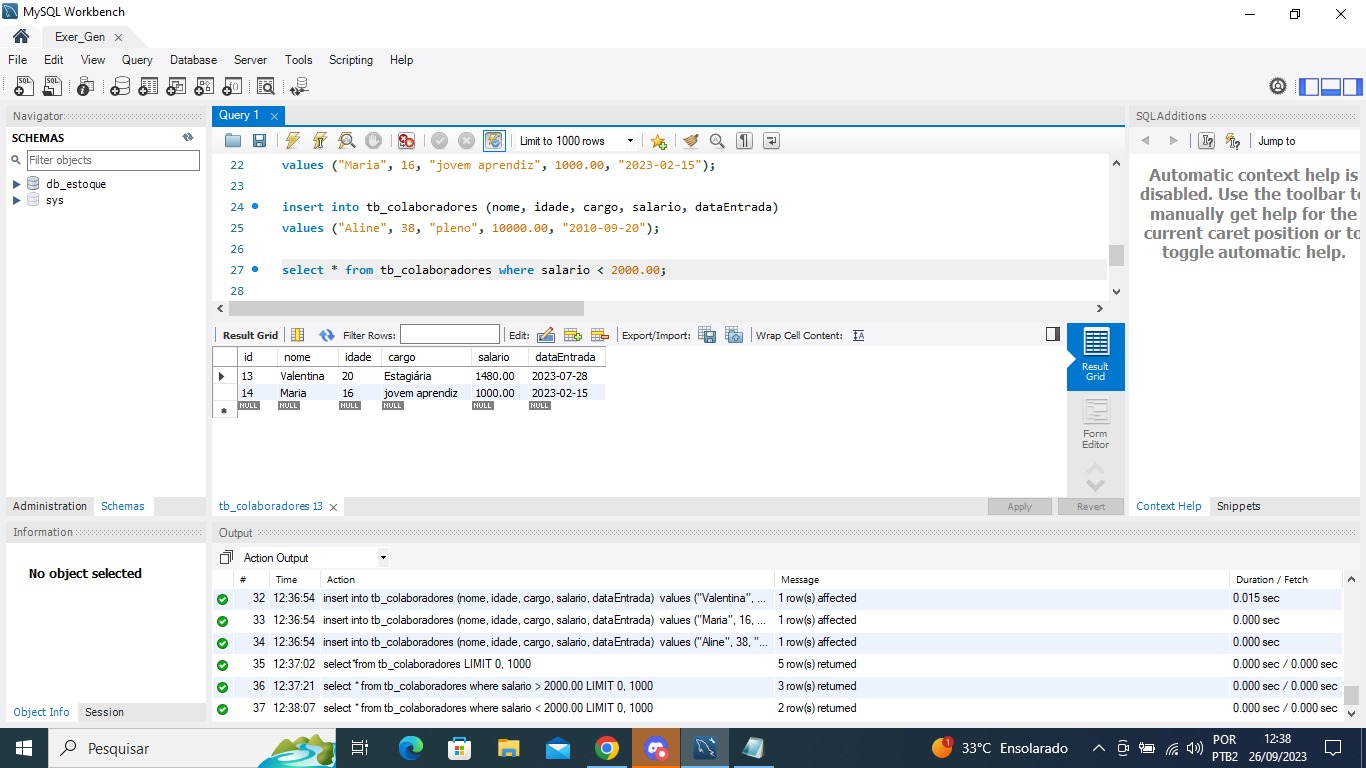 MySQL Workbench
Exer_Gen
File Edit View Query Database Server Tools Scripting Help
Navigator
SCHEMAS
Filter objects
db_estoque
sys
Administration Schemas
Information
No object selected
Object Info Session
Query 1
Limit to 1000 rows
22 values ("Maria", 16, "jovem aprendiz", 1000.00, "2023-02-15");
23
24 insert into tb_colaboradores (nome, idade, cargo, salario, dataEntrada)
25 values ("Aline", 38, "pleno", 10000.00, "2010-09-20");
26
27 select * from tb_colaboradores where salario < 2000.00;
28
Result Grid Filter Rows: Edit: Export/Import: Wrap Cell Content:
id nome idade cargo salario dataEntrada
13 Valentina 20 Estagiária 1480.00 2023-07-28
14 Maria 16 jovem aprendiz 1000.00 2023-02-15
NULL NULL NULL NULL NULL NULL
Result
Grid
Form
Editor
tb_colaboradores 13
Apply Revert
SQLAdditions
Jump to
Automatic context help is
disabled. Use the toolbar to
manually get help for the
current caret position or to
toggle automatic help.
Context Help Snippets
Output
Action Output
# Time Action Message Duration / Fetch
32 12:36:54 insert into tb_colaboradores (nome, idade, cargo, salario, dataEntrada) values ("Valentina", ... 1 row(s) affected 0.015 sec
33 12:36:54 insert into tb_colaboradores (nome, idade, cargo, salario, dataEntrada) values ("Maria", 16, ... 1 row(s) affected 0.000 sec
34 12:36:54 insert into tb_colaboradores (nome, idade, cargo, salario, dataEntrada) values ("Aline", 38, "... 1 row(s) affected 0.000 sec
35 12:37:02 select*from tb_colaboradores LIMIT 0, 1000 5 row(s) returned 0.000 sec / 0.000 sec
36 12:37:21 select * from tb_colaboradores where salario > 2000.00 LIMIT 0, 1000 3 row(s) returned 0.000 sec / 0.000 sec
37 12:38:07 select * from tb_colaboradores where salario < 2000.00 LIMIT 0, 1000 2 row(s) returned 0.000 sec / 0.000 sec
Pesquisar
1
33°C Ensolarado
POR
PTB2
12:38
26/09/2023